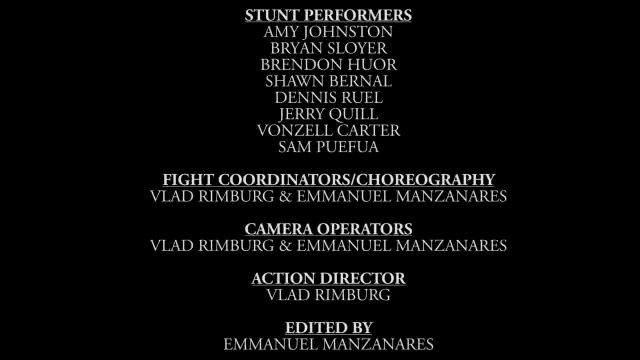 STUNT PERFORMERS
AMY JOHNSTON
BRYAN SLOYER
BRENDON HUOR
SHAWN BERNAL
DENNIS RUEL
JERRY QUILL
VONZELL CARTER
SAM PUEFUA
FIGHT COORDINATORS/CHOREOGRAPHY
VLAD RIMBURG & EMMANUEL MANZANARES
CAMERA OPERATORS
VLAD RIMBURG & EMMANUEL MANZANARES
ACTION DIRECTOR
VLAD RIMBURG
EDITED BY
EMMANUEL MANZANARES